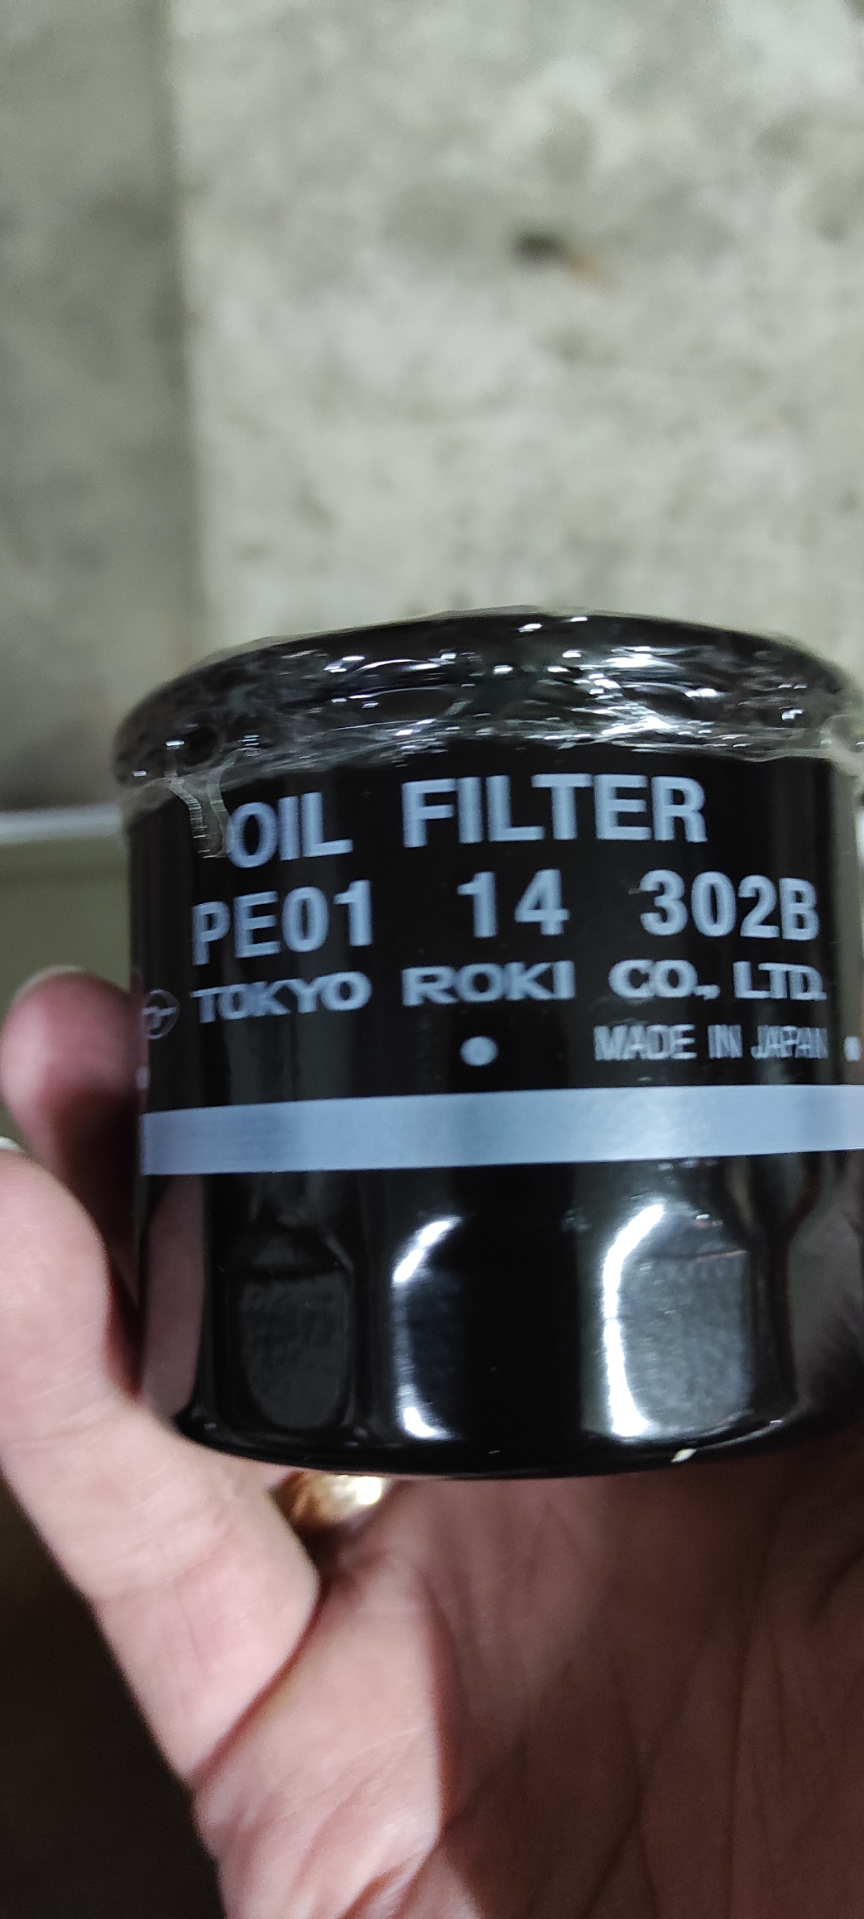 OIL FILTER
PE01 14 302B
TOKYO ROKI CO., LTD.
MADE IN JAPAN